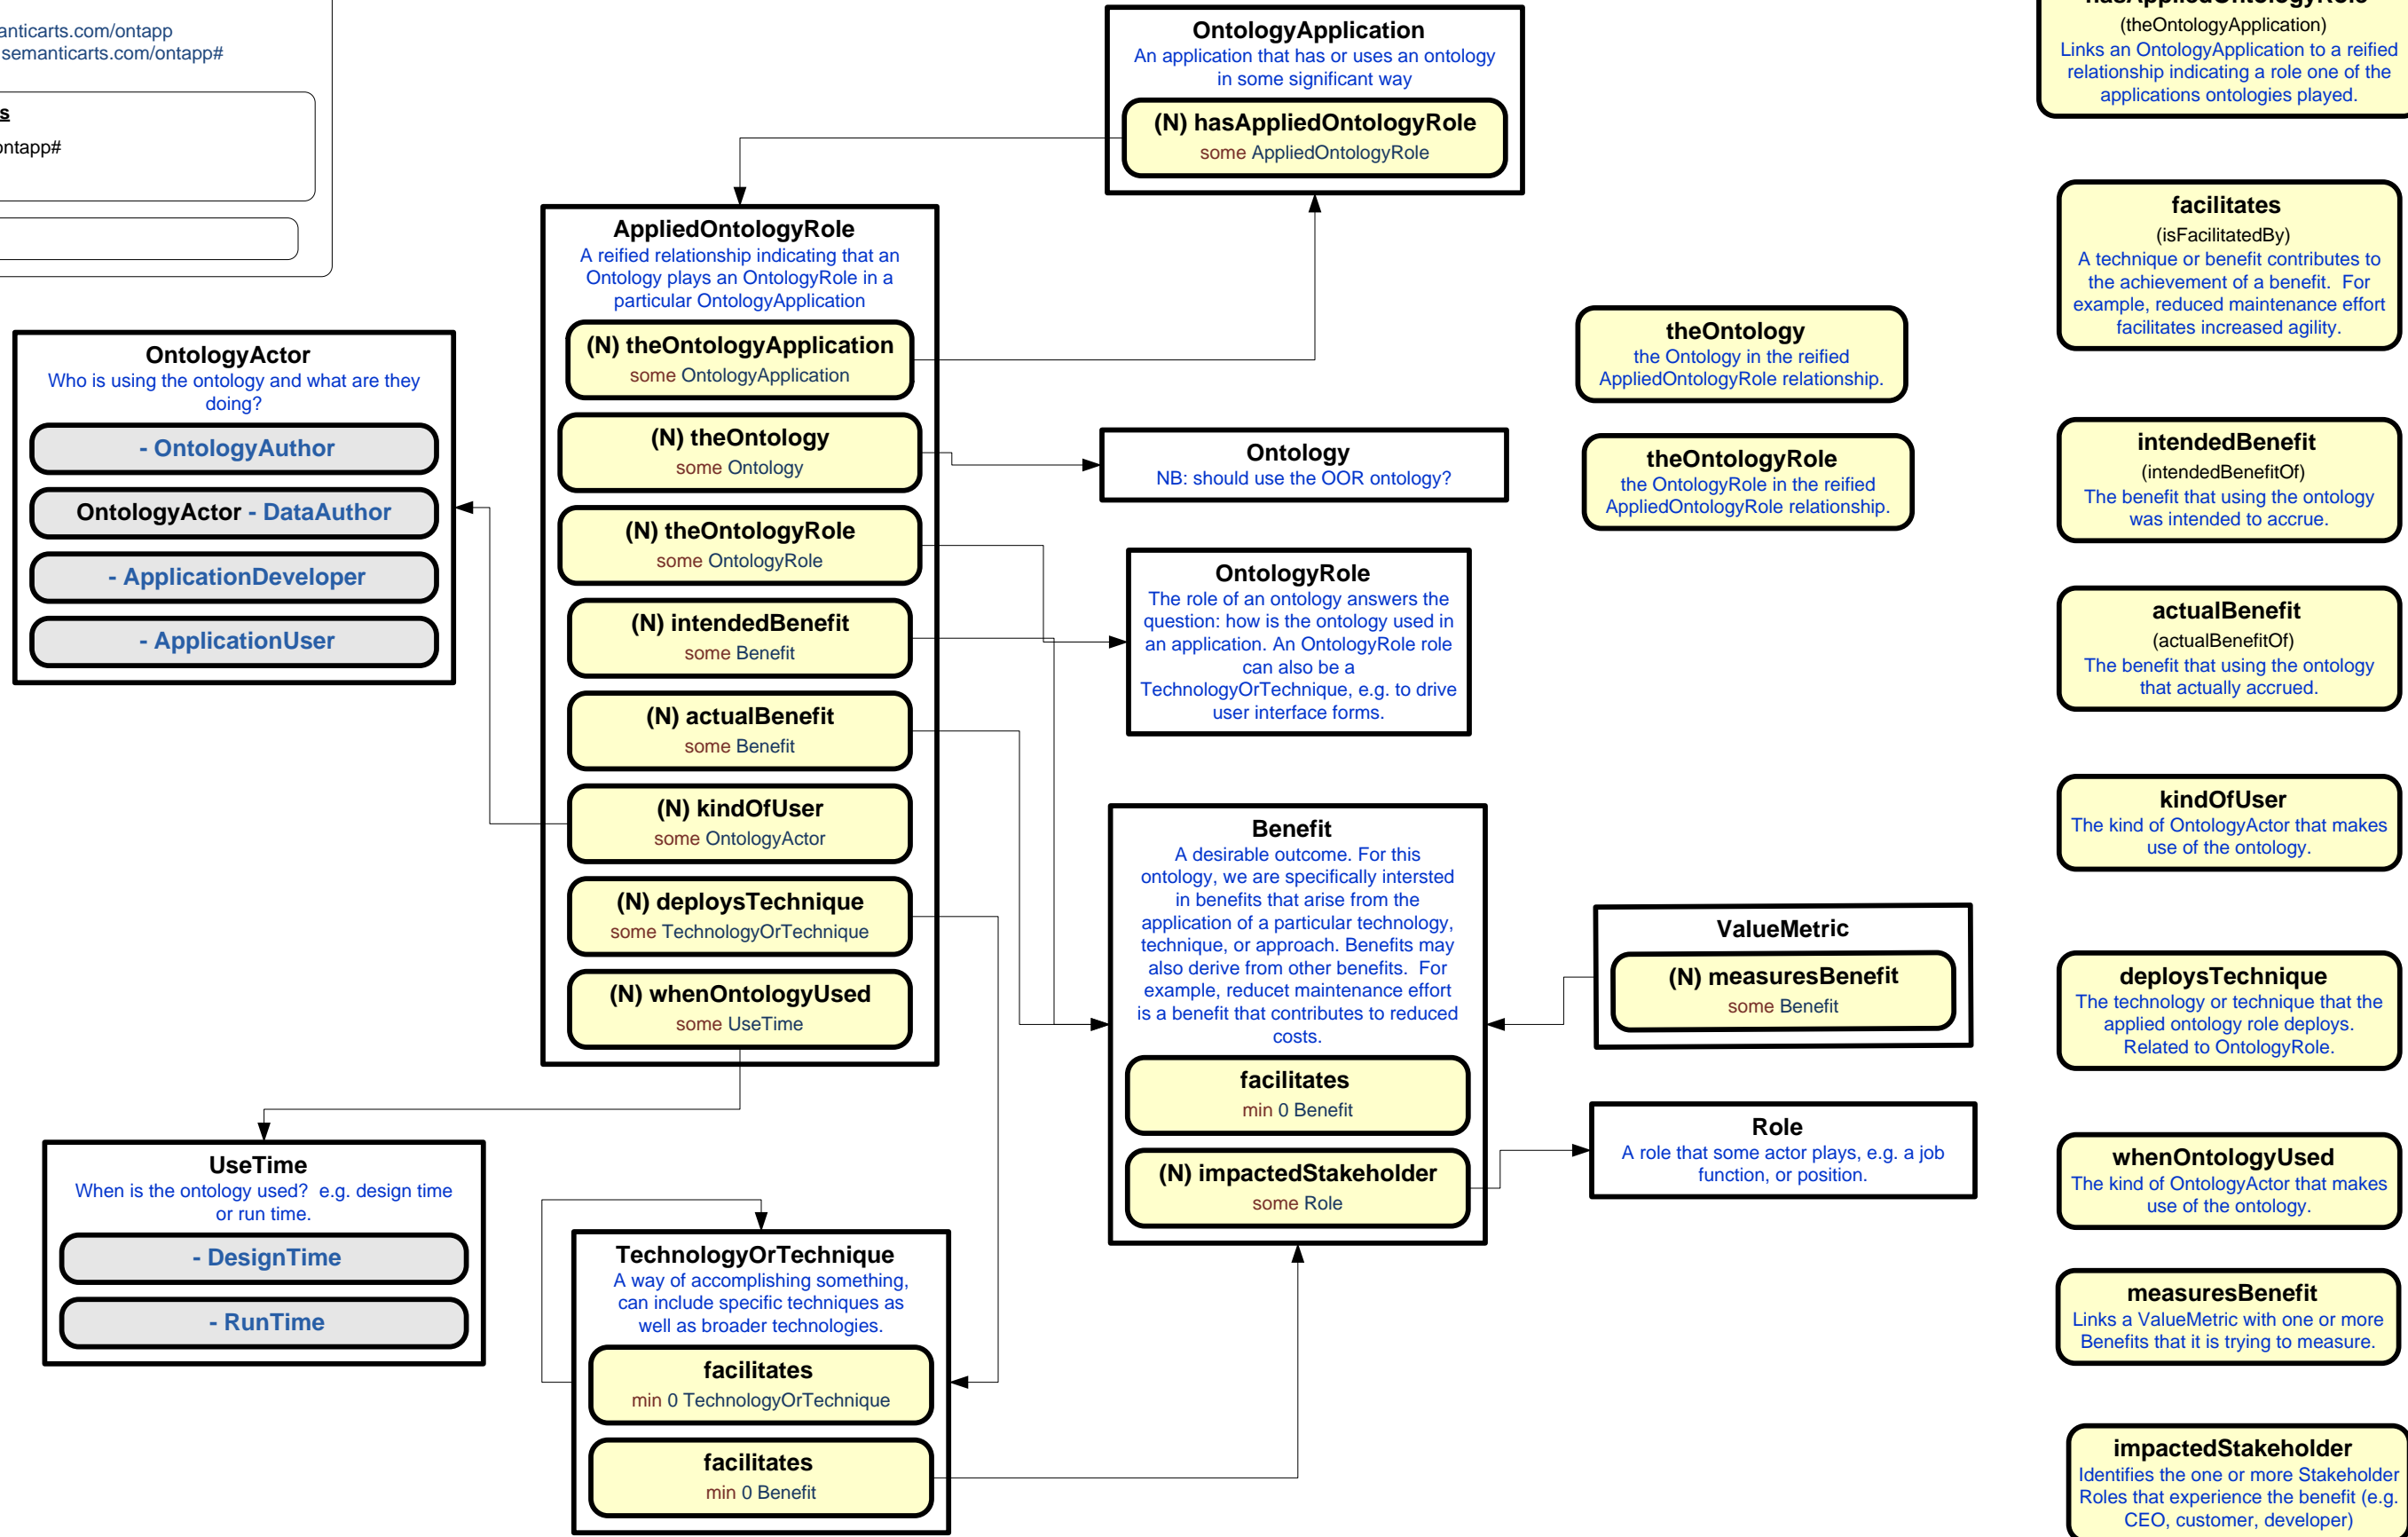 anticarts.com/ontapp
semanticarts.com/ontapp#
s
ontapp#
OntologyActor
Who is using the ontology and what are they
doing?
- OntologyAuthor
OntologyActor - DataAuthor
- ApplicationDeveloper
- ApplicationUser
UseTime
When is the ontology used?  e.g. design time
or run time.
- DesignTime
- RunTime
AppliedOntologyRole
A reified relationship indicating that an
Ontology plays an OntologyRole in a
particular OntologyApplication
(N) theOntologyApplication
some OntologyApplication
(N) theOntology
some Ontology
(N) theOntologyRole
some OntologyRole
(N) intendedBenefit
some Benefit
(N) actualBenefit
some Benefit
(N) kindOfUser
some OntologyActor
(N) deploysTechnique
some TechnologyOrTechnique
(N) whenOntologyUsed
some UseTime
TechnologyOrTechnique
A way of accomplishing something,
can include specific techniques as
well as broader technologies.
facilitates
min 0 TechnologyOrTechnique
facilitates
min 0 Benefit
OntologyApplication
An application that has or uses an ontology
in some significant way
(N) hasAppliedOntologyRole
some AppliedOntologyRole
Ontology
NB: should use the OOR ontology?
OntologyRole
The role of an ontology answers the
question: how is the ontology used in
an application. An OntologyRole role
can also be a
TechnologyOrTechnique, e.g. to drive
user interface forms.
Benefit
A desirable outcome. For this
ontology, we are specifically intersted
in benefits that arise from the
application of a particular technology,
technique, or approach. Benefits may
also derive from other benefits.  For
example, reducet maintenance effort
is a benefit that contributes to reduced
costs.
facilitates
min 0 Benefit
(N) impactedStakeholder
some Role
theOntology
the Ontology in the reified
AppliedOntologyRole relationship.
theOntologyRole
the OntologyRole in the reified
AppliedOntologyRole relationship.
ValueMetric
(N) measuresBenefit
some Benefit
Role
A role that some actor plays, e.g. a job
function, or position.
hasAppliedOntologyRole
(theOntologyApplication)
Links an OntologyApplication to a reified
relationship indicating a role one of the
applications ontologies played.
facilitates
(isFacilitatedBy)
A technique or benefit contributes to
the achievement of a benefit.  For
example, reduced maintenance effort
facilitates increased agility.
intendedBenefit
(intendedBenefitOf)
The benefit that using the ontology
was intended to accrue.
actualBenefit
(actualBenefitOf)
The benefit that using the ontology
that actually accrued.
kindOfUser
The kind of OntologyActor that makes
use of the ontology.
deploysTechnique
The technology or technique that the
applied ontology role deploys.
Related to OntologyRole.
whenOntologyUsed
The kind of OntologyActor that makes
use of the ontology.
measuresBenefit
Links a ValueMetric with one or more
Benefits that it is trying to measure.
impactedStakeholder
Identifies the one or more Stakeholder
Roles that experience the benefit (e.g.
CEO, customer, developer)